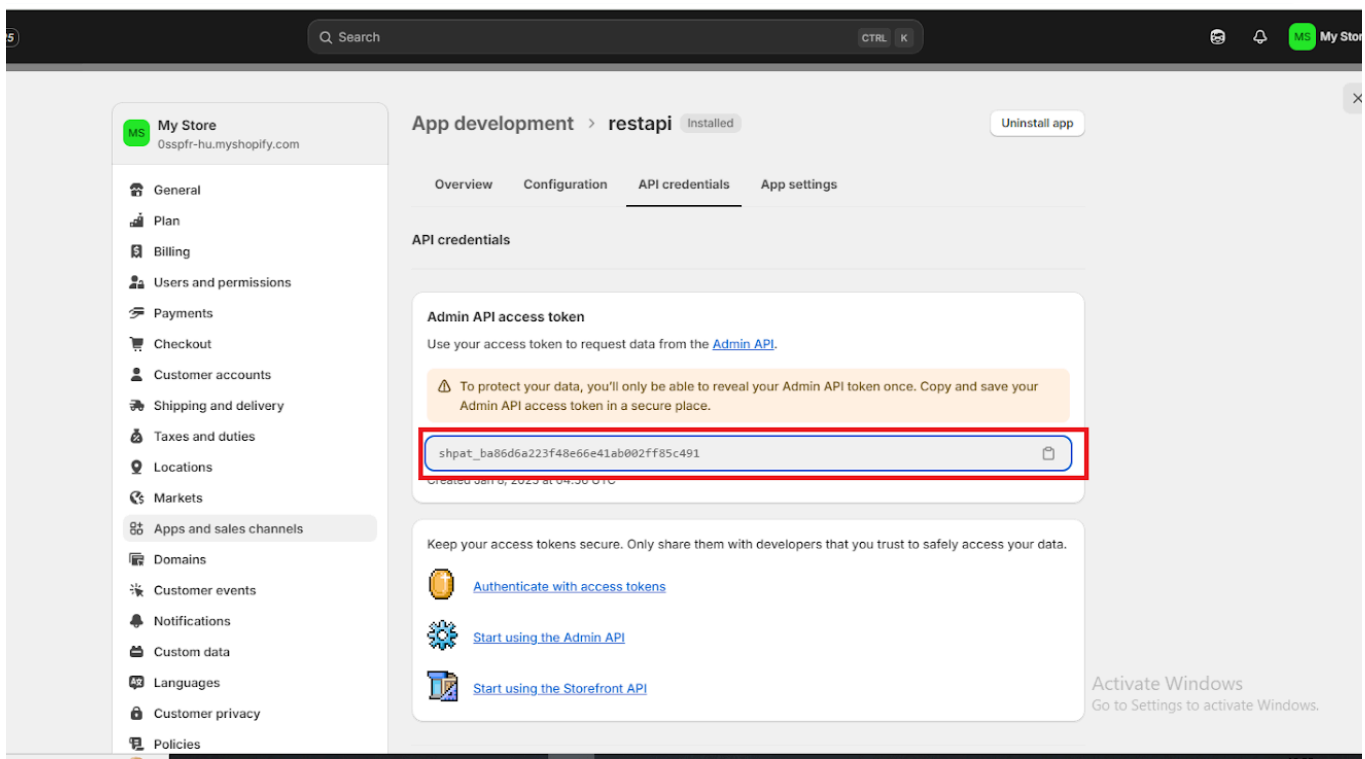 Search
CTRL K
MS My Stor
MS
My Store
0sspfr-hu.myshopify.com
General
Plan
Billing
Users and permissions
Payments
Checkout
Customer accounts
Shipping and delivery
Taxes and duties
Locations
Markets
Apps and sales channels
Domains
Customer events
Notifications
Custom data
Languages
Customer privacy
Policies
App development > restapi Installed
Uninstall app
Overview Configuration API credentials App settings
API credentials
Admin API access token
Use your access token to request data from the Admin API.
To protect your data, you'll only be able to reveal your Admin API token once. Copy and save your
Admin API access token in a secure place.
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
Created Jan at UTC
Keep your access tokens secure. Only share them with developers that you trust to safely access your data.
Authenticate with access tokens
Start using the Admin API
Start using the Storefront API
Activate Windows
Go to Settings to activate Windows.